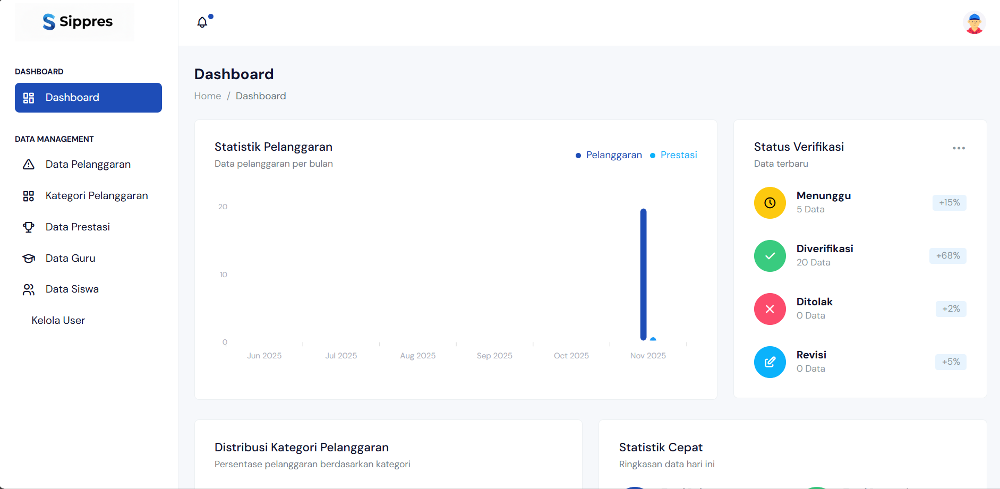 Sippres
DASHBOARD
Dashboard
DATA MANAGEMENT
Data Pelanggaran
Kategori Pelanggaran
Data Prestasi
Data Guru
Data Siswa
Kelola User
Dashboard
Home / Dashboard
Statistik Pelanggaran
Data pelanggaran per bulan
Pelanggaran Prestasi
20
10
0
Jun 2025 Jul 2025 Aug 2025 Sep 2025 Oct 2025 Nov 2025
Status Verifikasi
Data terbaru
Menunggu
5 Data
+15%
Diverifikasi
20 Data
+68%
Ditolak
0 Data
+2%
Revisi
0 Data
+5%
Distribusi Kategori Pelanggaran
Persentase pelanggaran berdasarkan kategori
Statistik Cepat
Ringkasan data hari ini